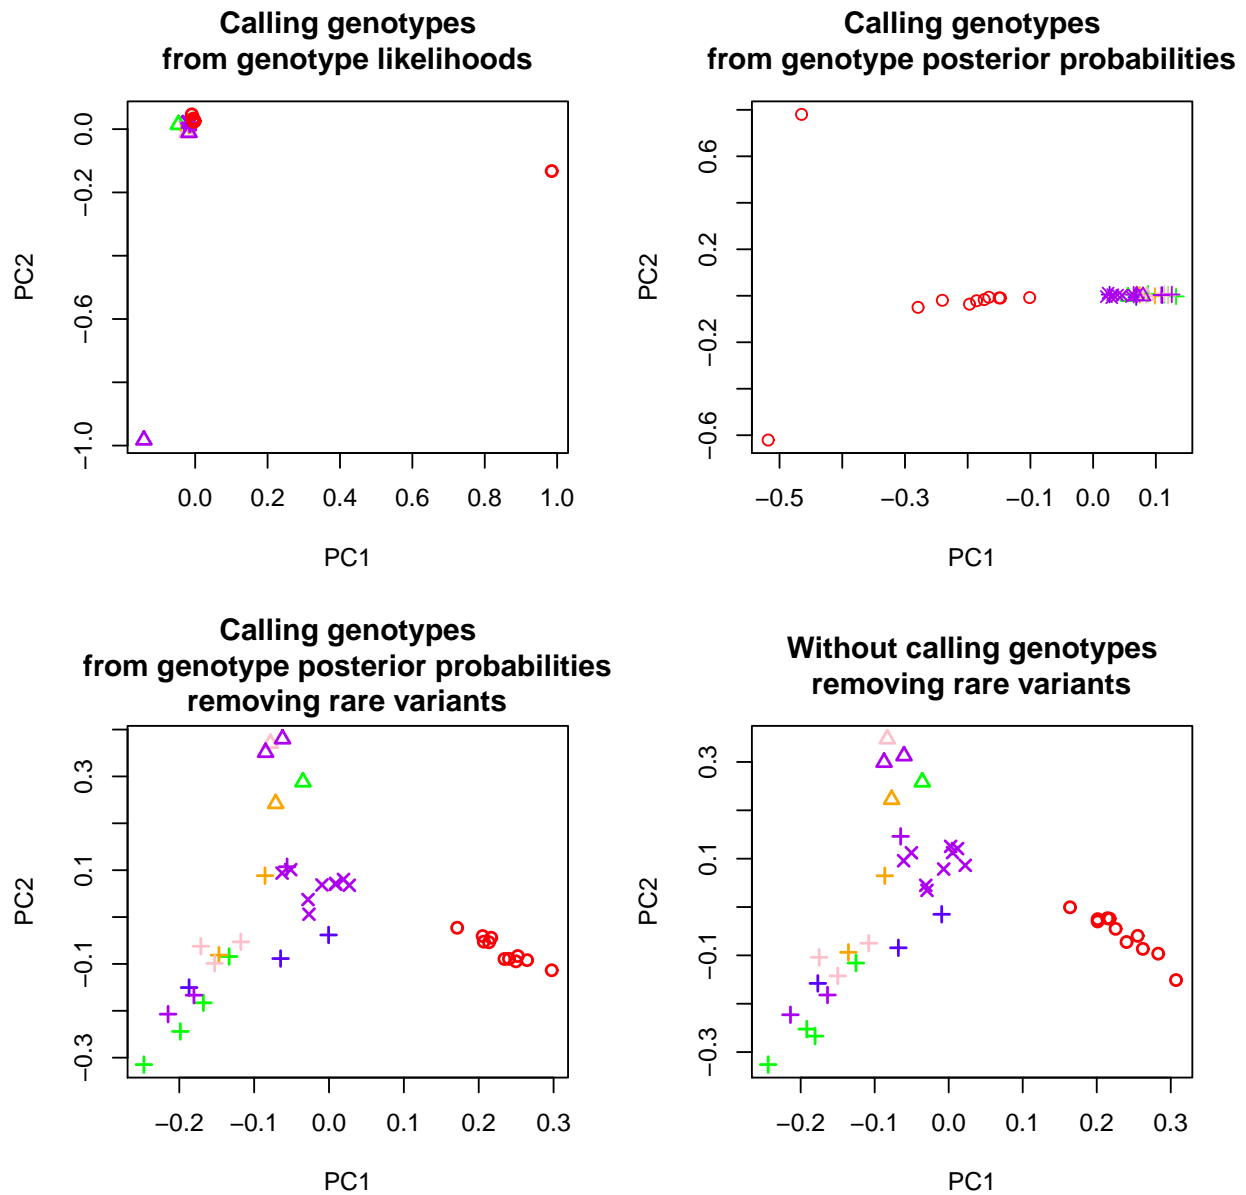 Calling genotypes
from genotype likelihoods
0.0
−0.2
−0.6
−1.0
PC2
0.0 0.2 0.4 0.6 0.8 1.0
PC1
Calling genotypes
from genotype posterior probabilities
0.6
0.2
−0.2
−0.6
PC2
−0.5 −0.3 −0.1 0.0 0.1
PC1
Calling genotypes
from genotype posterior probabilities
removing rare variants
0.3
0.1
−0.1
−0.3
PC2
−0.2 −0.1 0.0 0.1 0.2 0.3
PC1
Without calling genotypes
removing rare variants
0.3
0.1
−0.1
−0.3
PC2
−0.2 −0.1 0.0 0.1 0.2 0.3
PC1